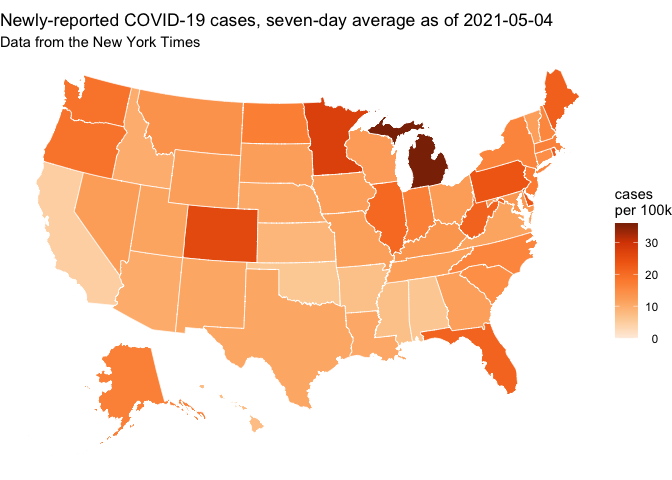 Newly-reported COVID-19 cases, seven-day average as of 2021-05-04
Data from the New York Times
cases
per 100k
30
20
10
0